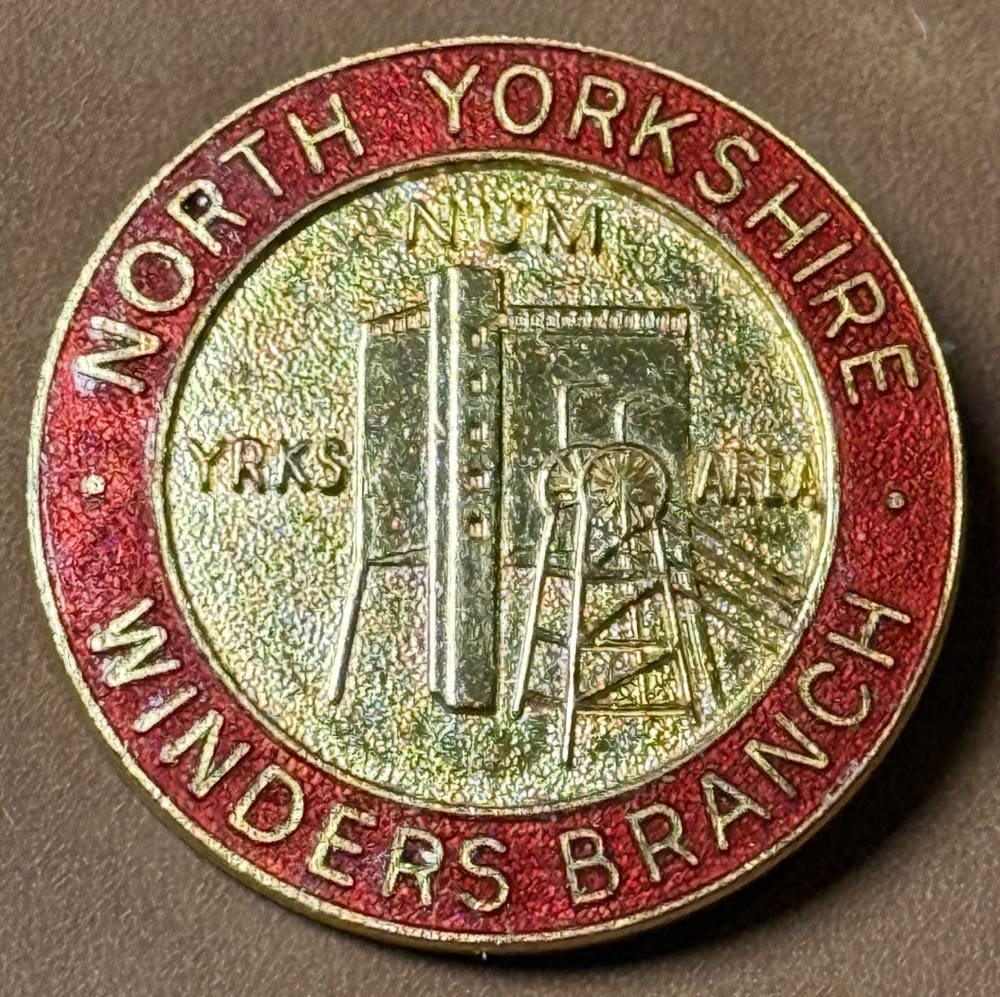 NORTH YORKSHIRE
NUM
YRKS AREA
WINDERS BRANCH